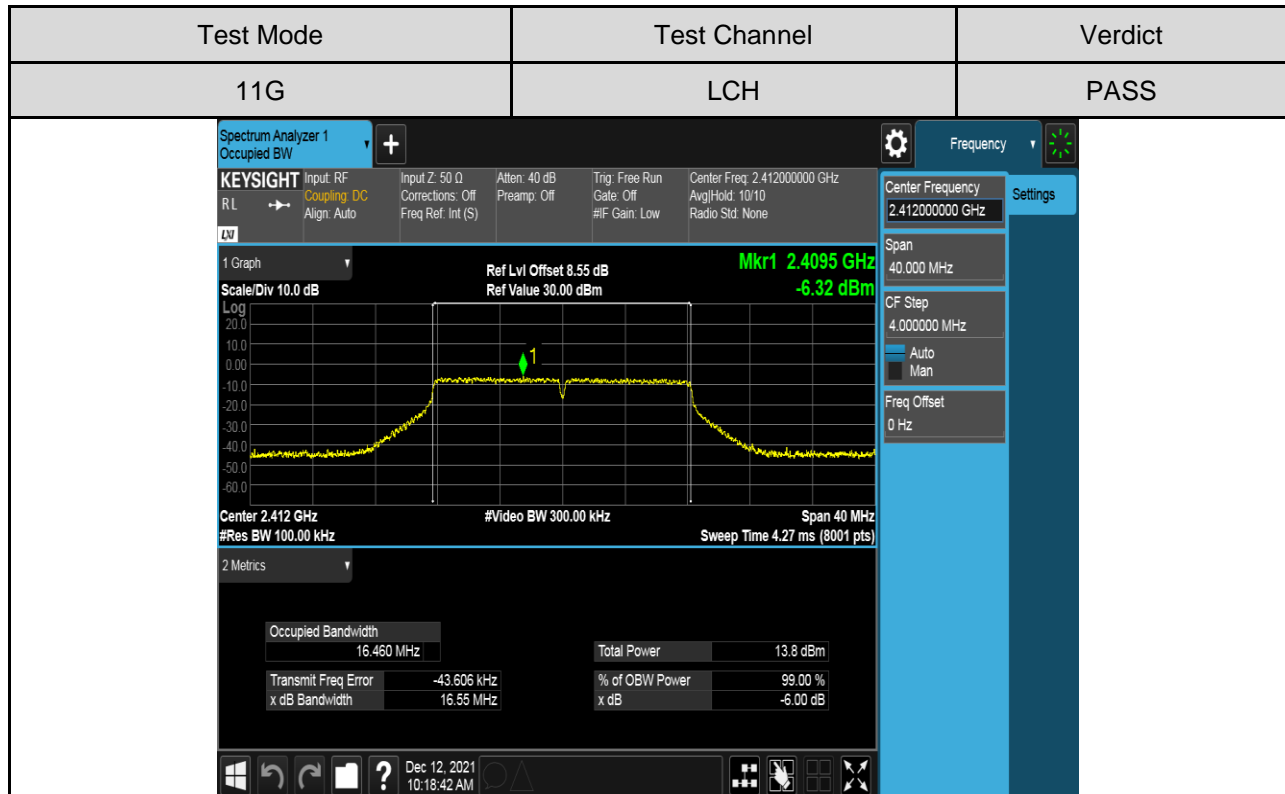 Test Mode Test Channel Verdict
11G LCH PASS
Spectrum Analyzer 1
Occupied BW
+
Frequency
KEYSIGHT Input: RF Input Z: 50 Ω Atten: 40 dB Trig: Free Run Center Freq: 2.412000000 GHz
RL Coupling: DC Corrections: Off Preamp: Off Gate: Off Avg|Hold: 10/10
Align: Auto Freq Ref: Int (S) #IF Gain: Low Radio Std: None
LXI
Center Frequency
2.412000000 GHz
Settings
Span
40.000 MHz
CF Step
4.000000 MHz
Auto
Man
Freq Offset
0 Hz
1 Graph
Ref Lvl Offset 8.55 dB
Mkr1 2.4095 GHz
Scale/Div 10.0 dB Ref Value 30.00 dBm -6.32 dBm
Log
20.0
10.0
0.00
-10.0
-20.0
-30.0
-40.0
-50.0
-60.0
1
Center 2.412 GHz #Video BW 300.00 kHz Span 40 MHz
#Res BW 100.00 kHz Sweep Time 4.27 ms (8001 pts)
2 Metrics
Occupied Bandwidth
16.460 MHz
Total Power 13.8 dBm
Transmit Freq Error -43.606 kHz % of OBW Power 99.00 %
x dB Bandwidth 16.55 MHz x dB -6.00 dB
?
Dec 12, 2021
10:18:42 AM